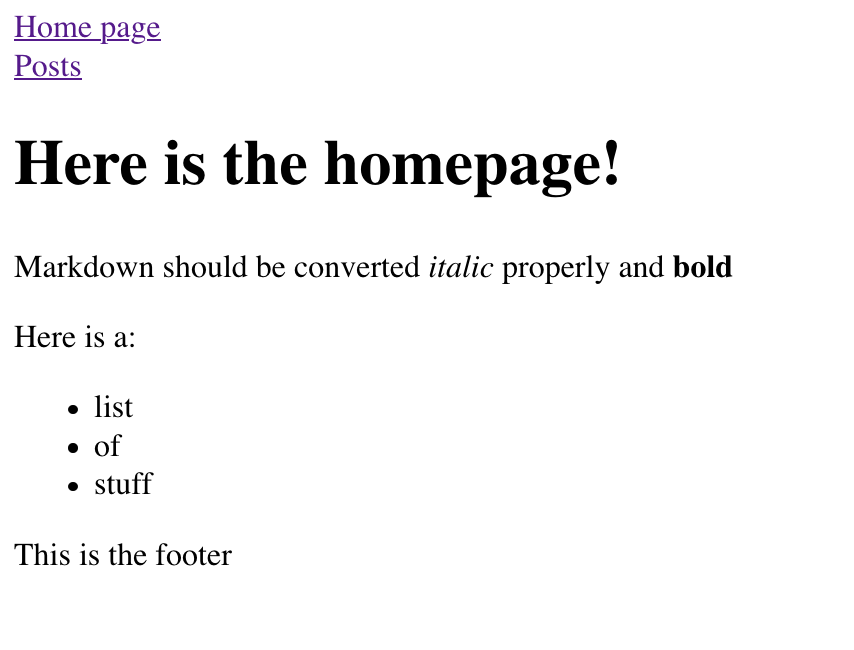 Home page
Posts
Here is the homepage!
Markdown should be converted italic properly and bold
Here is a:
list
of
stuff
This is the footer